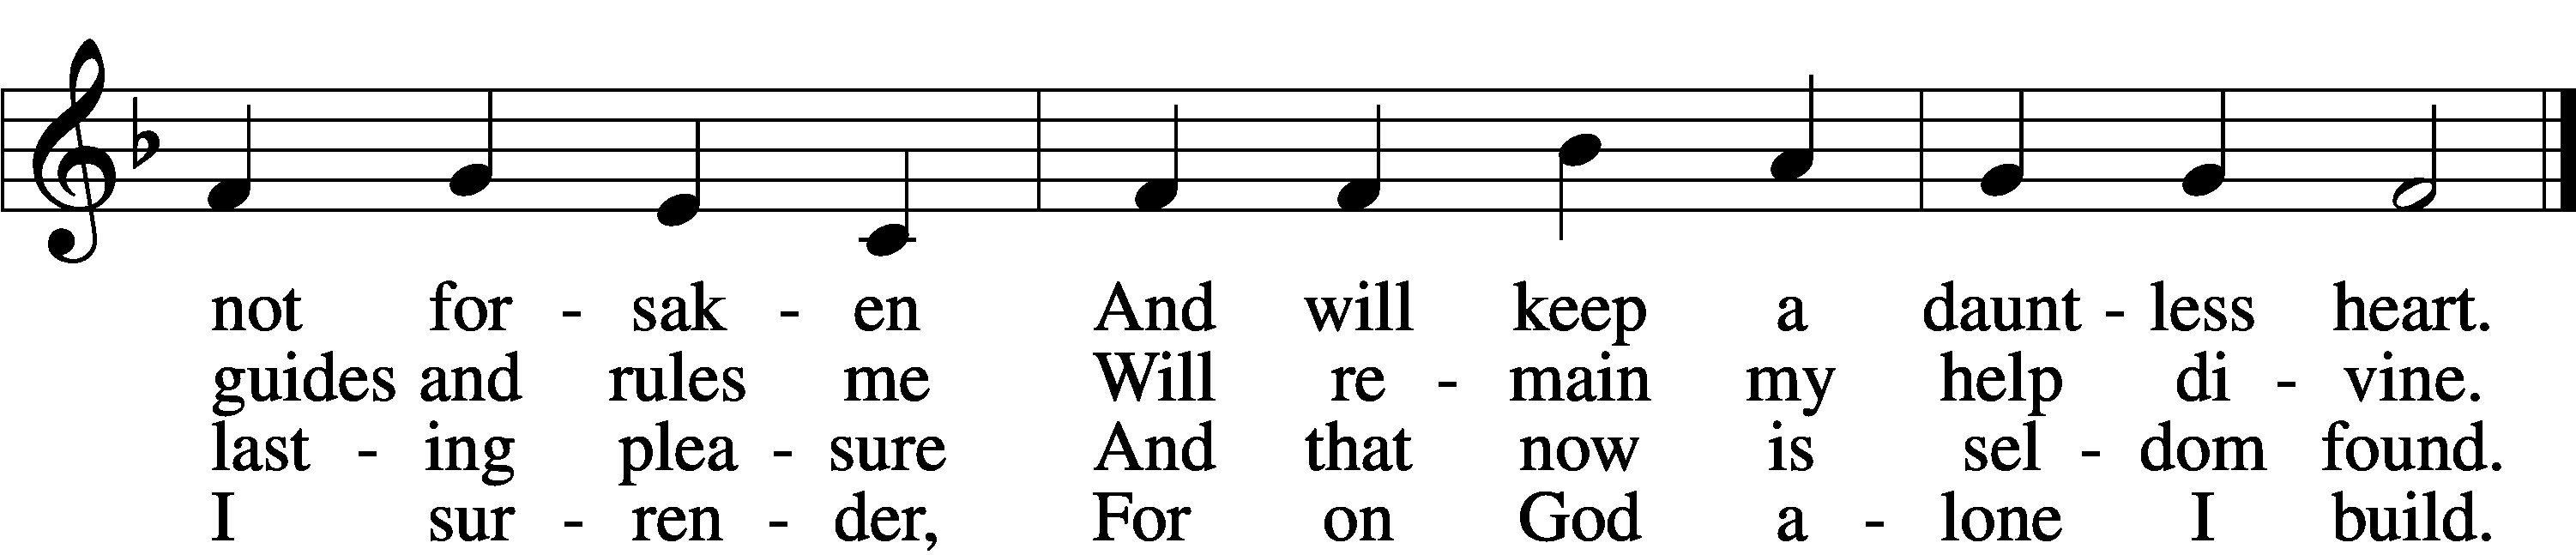 not for - sak - en And will keep a daunt - less heart.
guides and rules me Will re - main my help di - vine.
last - ing plea - sure And that now is sel - dom found.
I sur - ren - der, For on God a - lone I build.